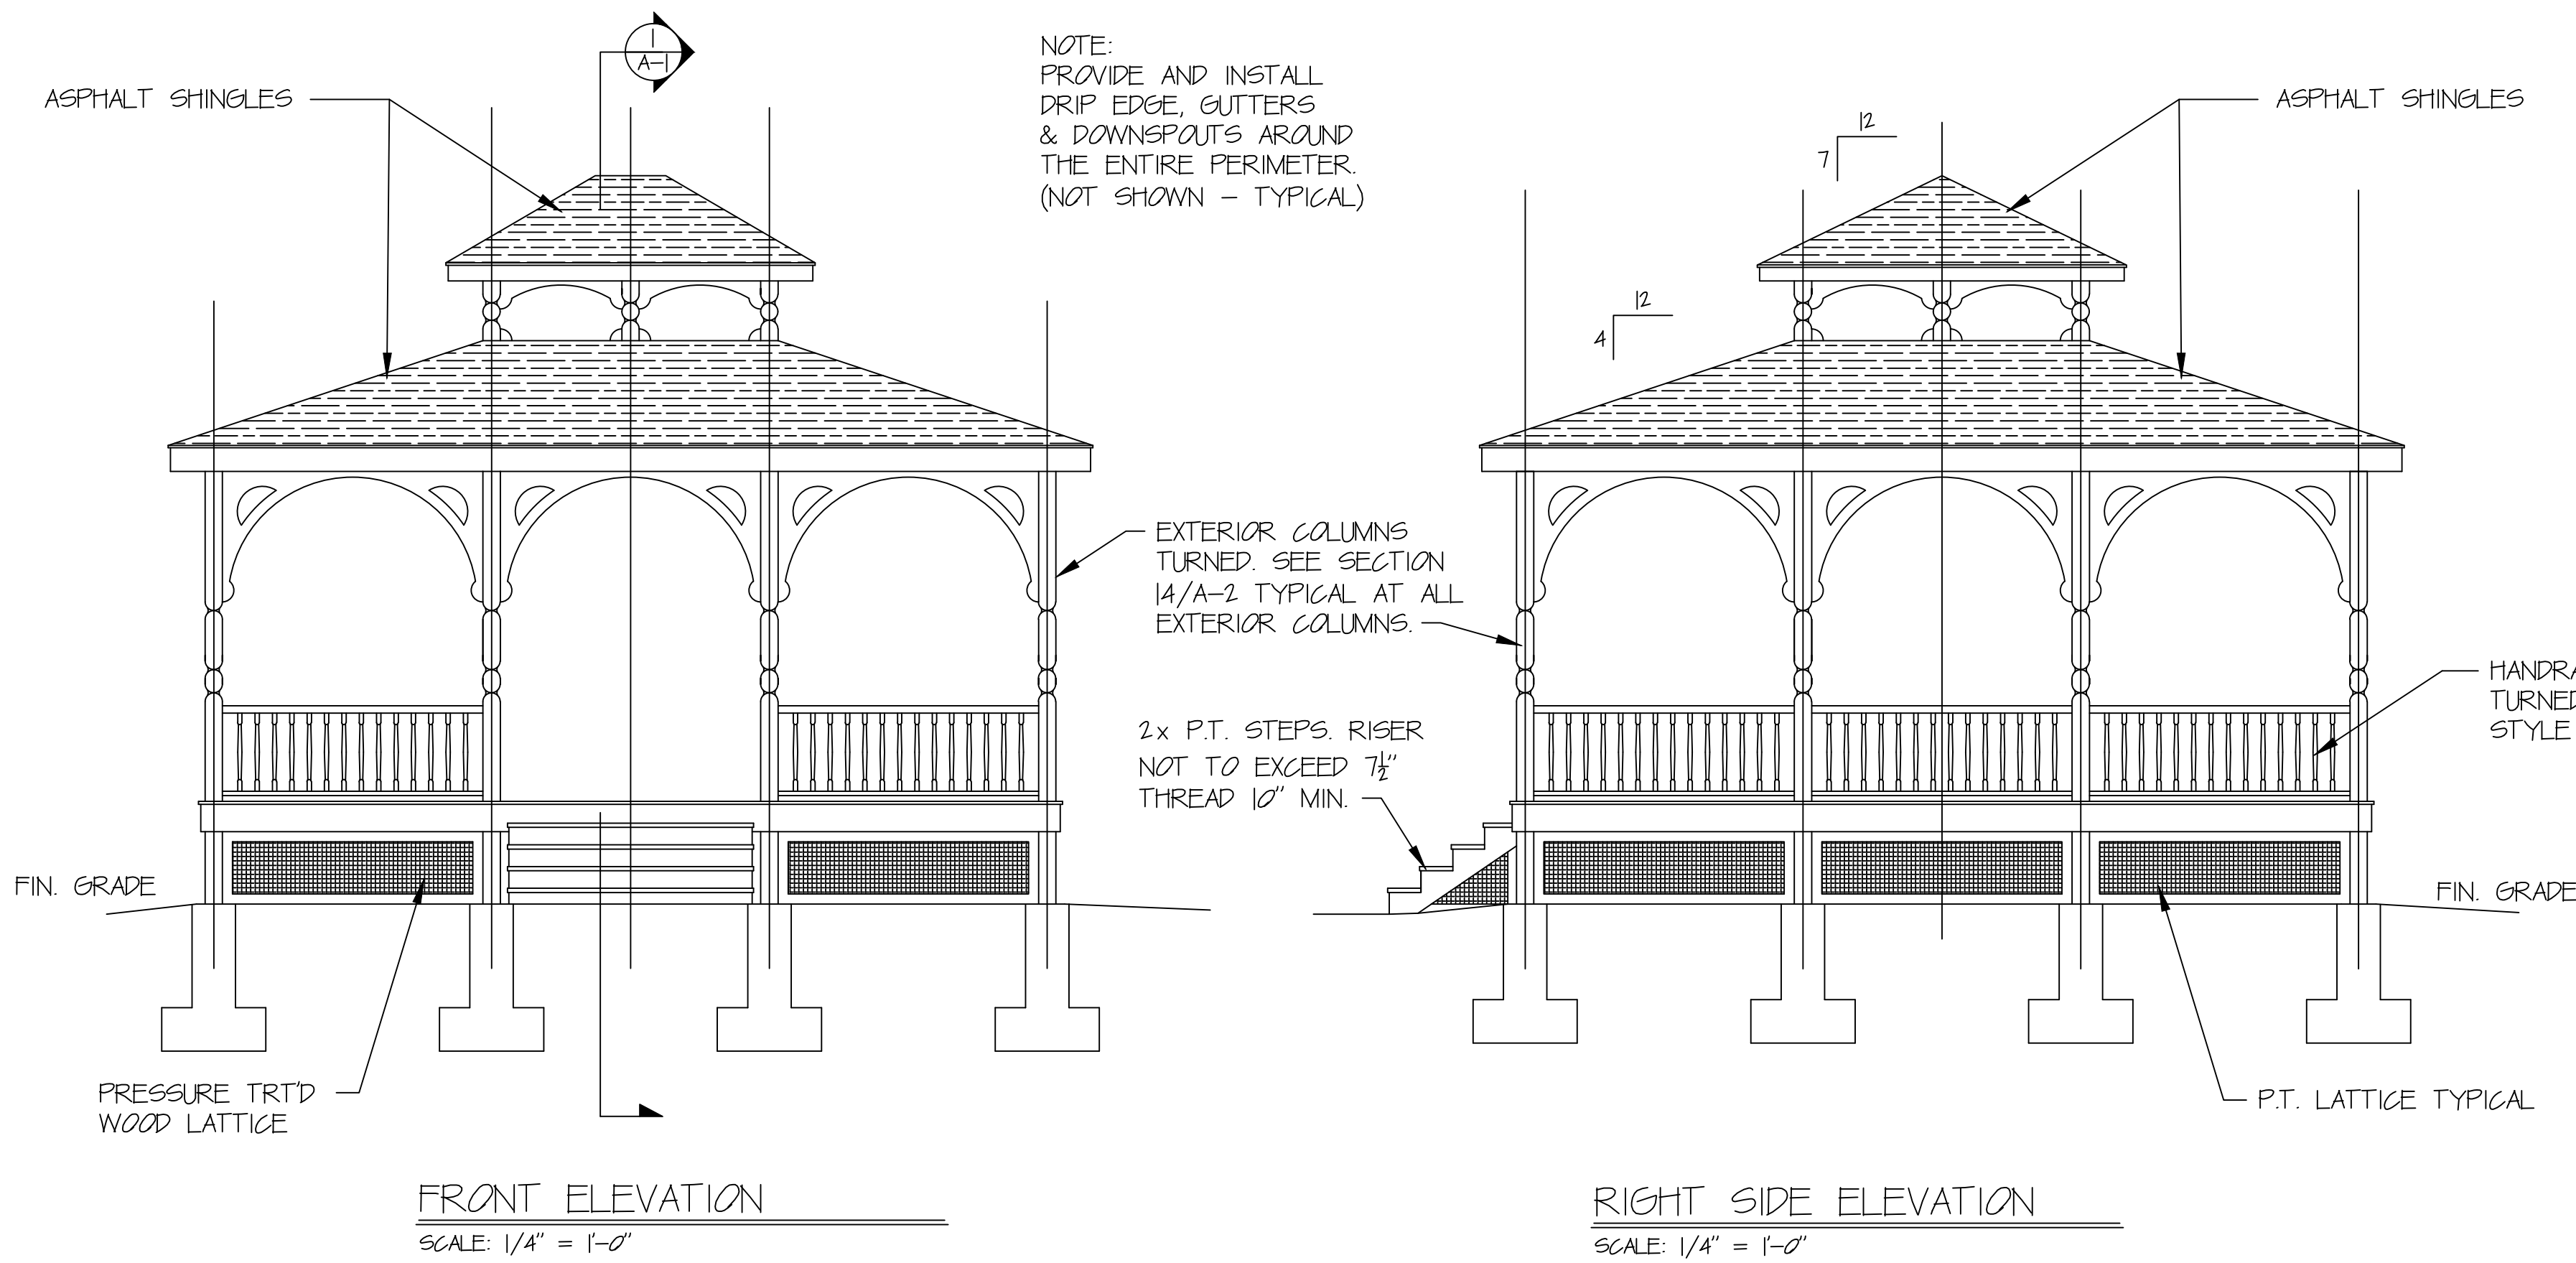 1
A-1
ASPHALT SHINGLES
NOTE:
PROVIDE AND INSTALL
DRIP EDGE, GUTTERS
& DOWNSPOUTS AROUND
THE ENTIRE PERIMETER.
(NOT SHOWN - TYPICAL)
12
7
ASPHALT SHINGLES
12
4
EXTERIOR COLUMNS
TURNED. SEE SECTION
14/A-2 TYPICAL AT ALL
EXTERIOR COLUMNS.
2x P.T. STEPS. RISER
NOT TO EXCEED 7½"
THREAD 10" MIN.
TURNED
STYLE
FIN. GRADE
FIN. GRADE
PRESSURE TRT'D
WOOD LATTICE
P.T. LATTICE TYPICAL
FRONT ELEVATION
SCALE: 1/4" = 1'-0"
RIGHT SIDE ELEVATION
SCALE: 1/4" = 1'-0"